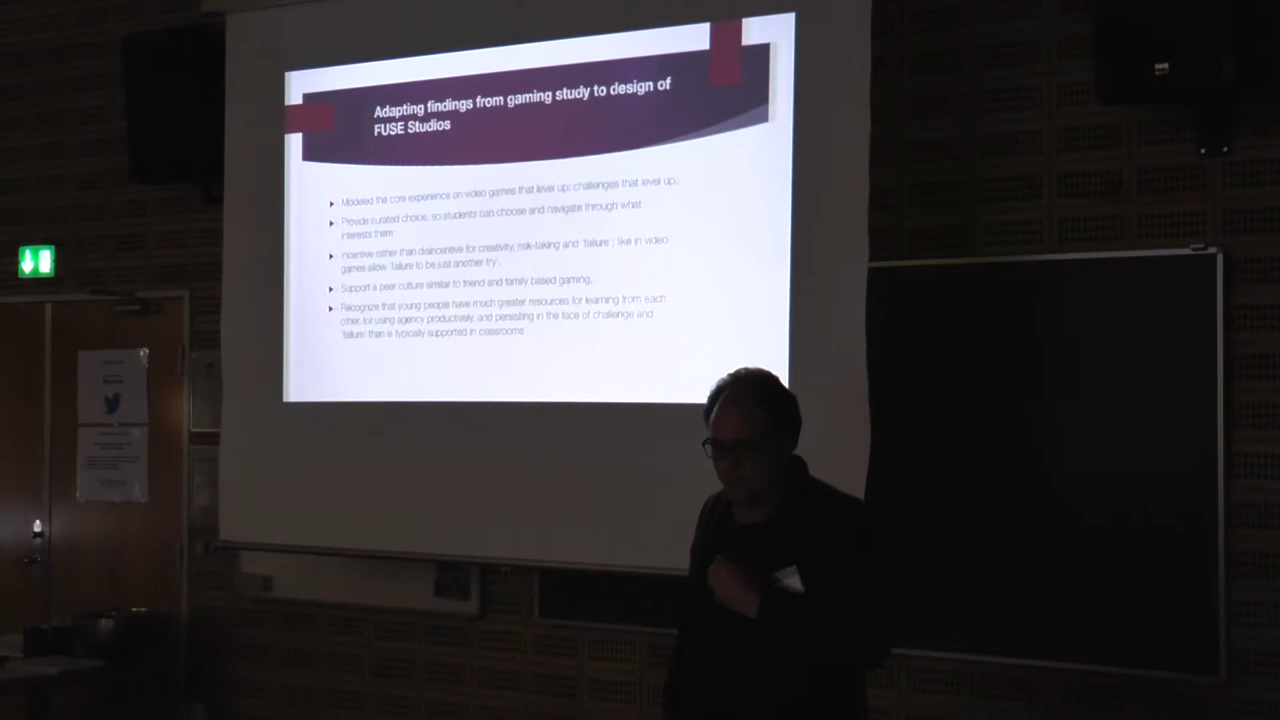 Adapting findings from gaming study to design of
FUSE Studios
Modeled the core experience on video games that level up: challenges that level up.
Provide curated choice, so students can choose and navigate through what
interests them
Incentive rather than disincentive for creativity, risk-taking and 'failure'; like in video
games allow 'failure to be just another try'.
Support a peer culture similar to friend and family based gaming,
Recognize that young people have much greater resources for learning from each
other, for using agency productively, and persisting in the face of challenge and
'failure' than is typically supported in classrooms